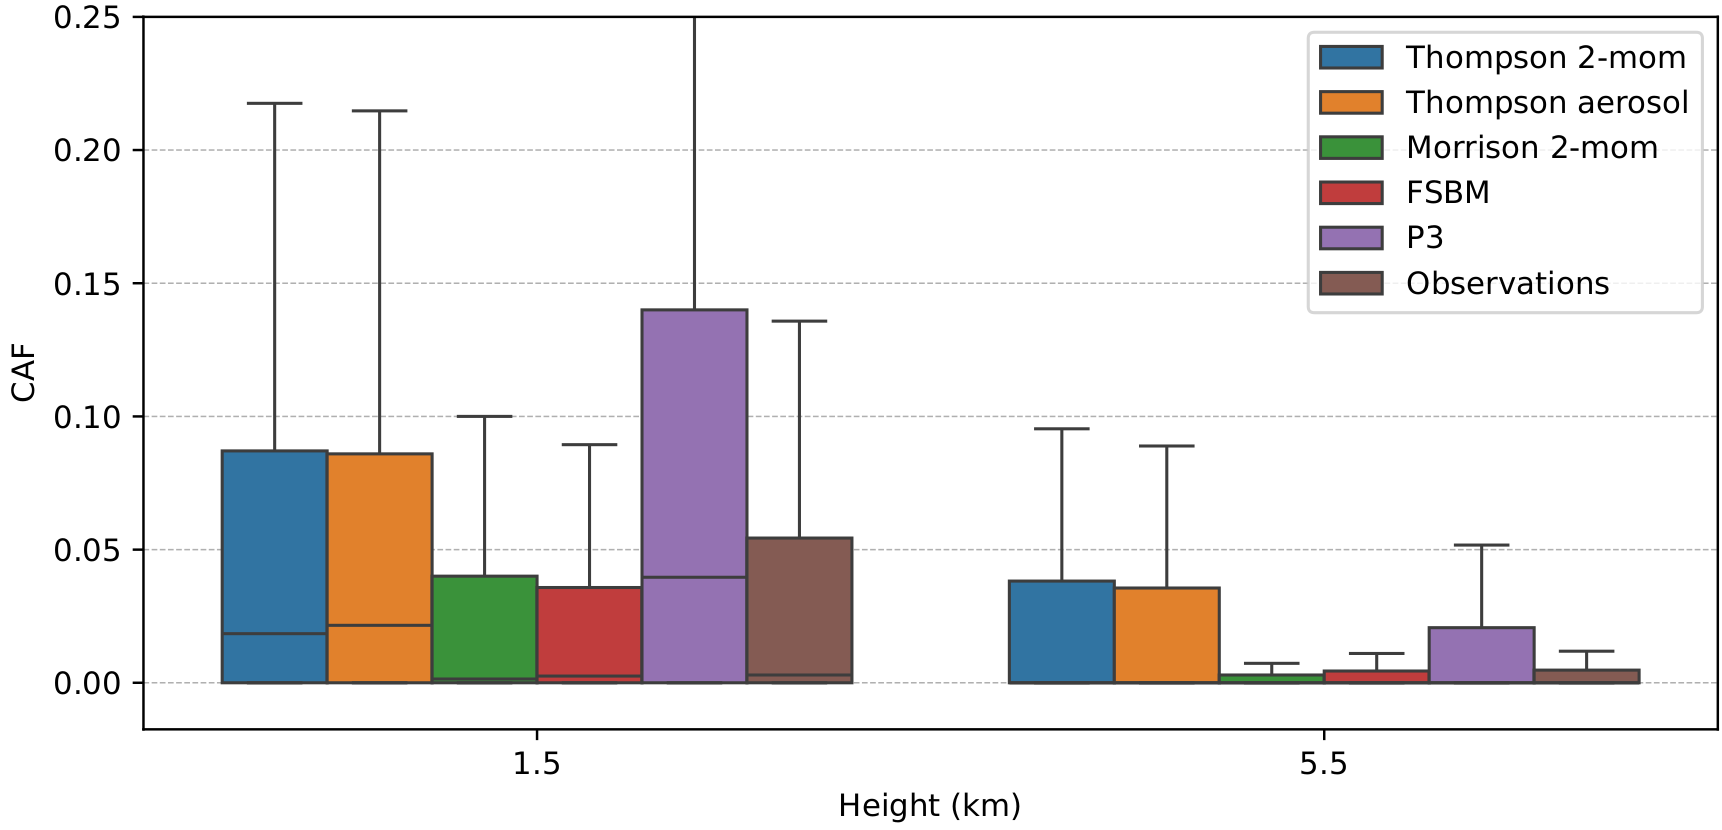 0.25
0.20
0.15
0.10
0.05
0.00
CAF
Thompson 2-mom
Thompson aerosol
Morrison 2-mom
FSBM
P3
Observations
1.5
5.5
Height (km)